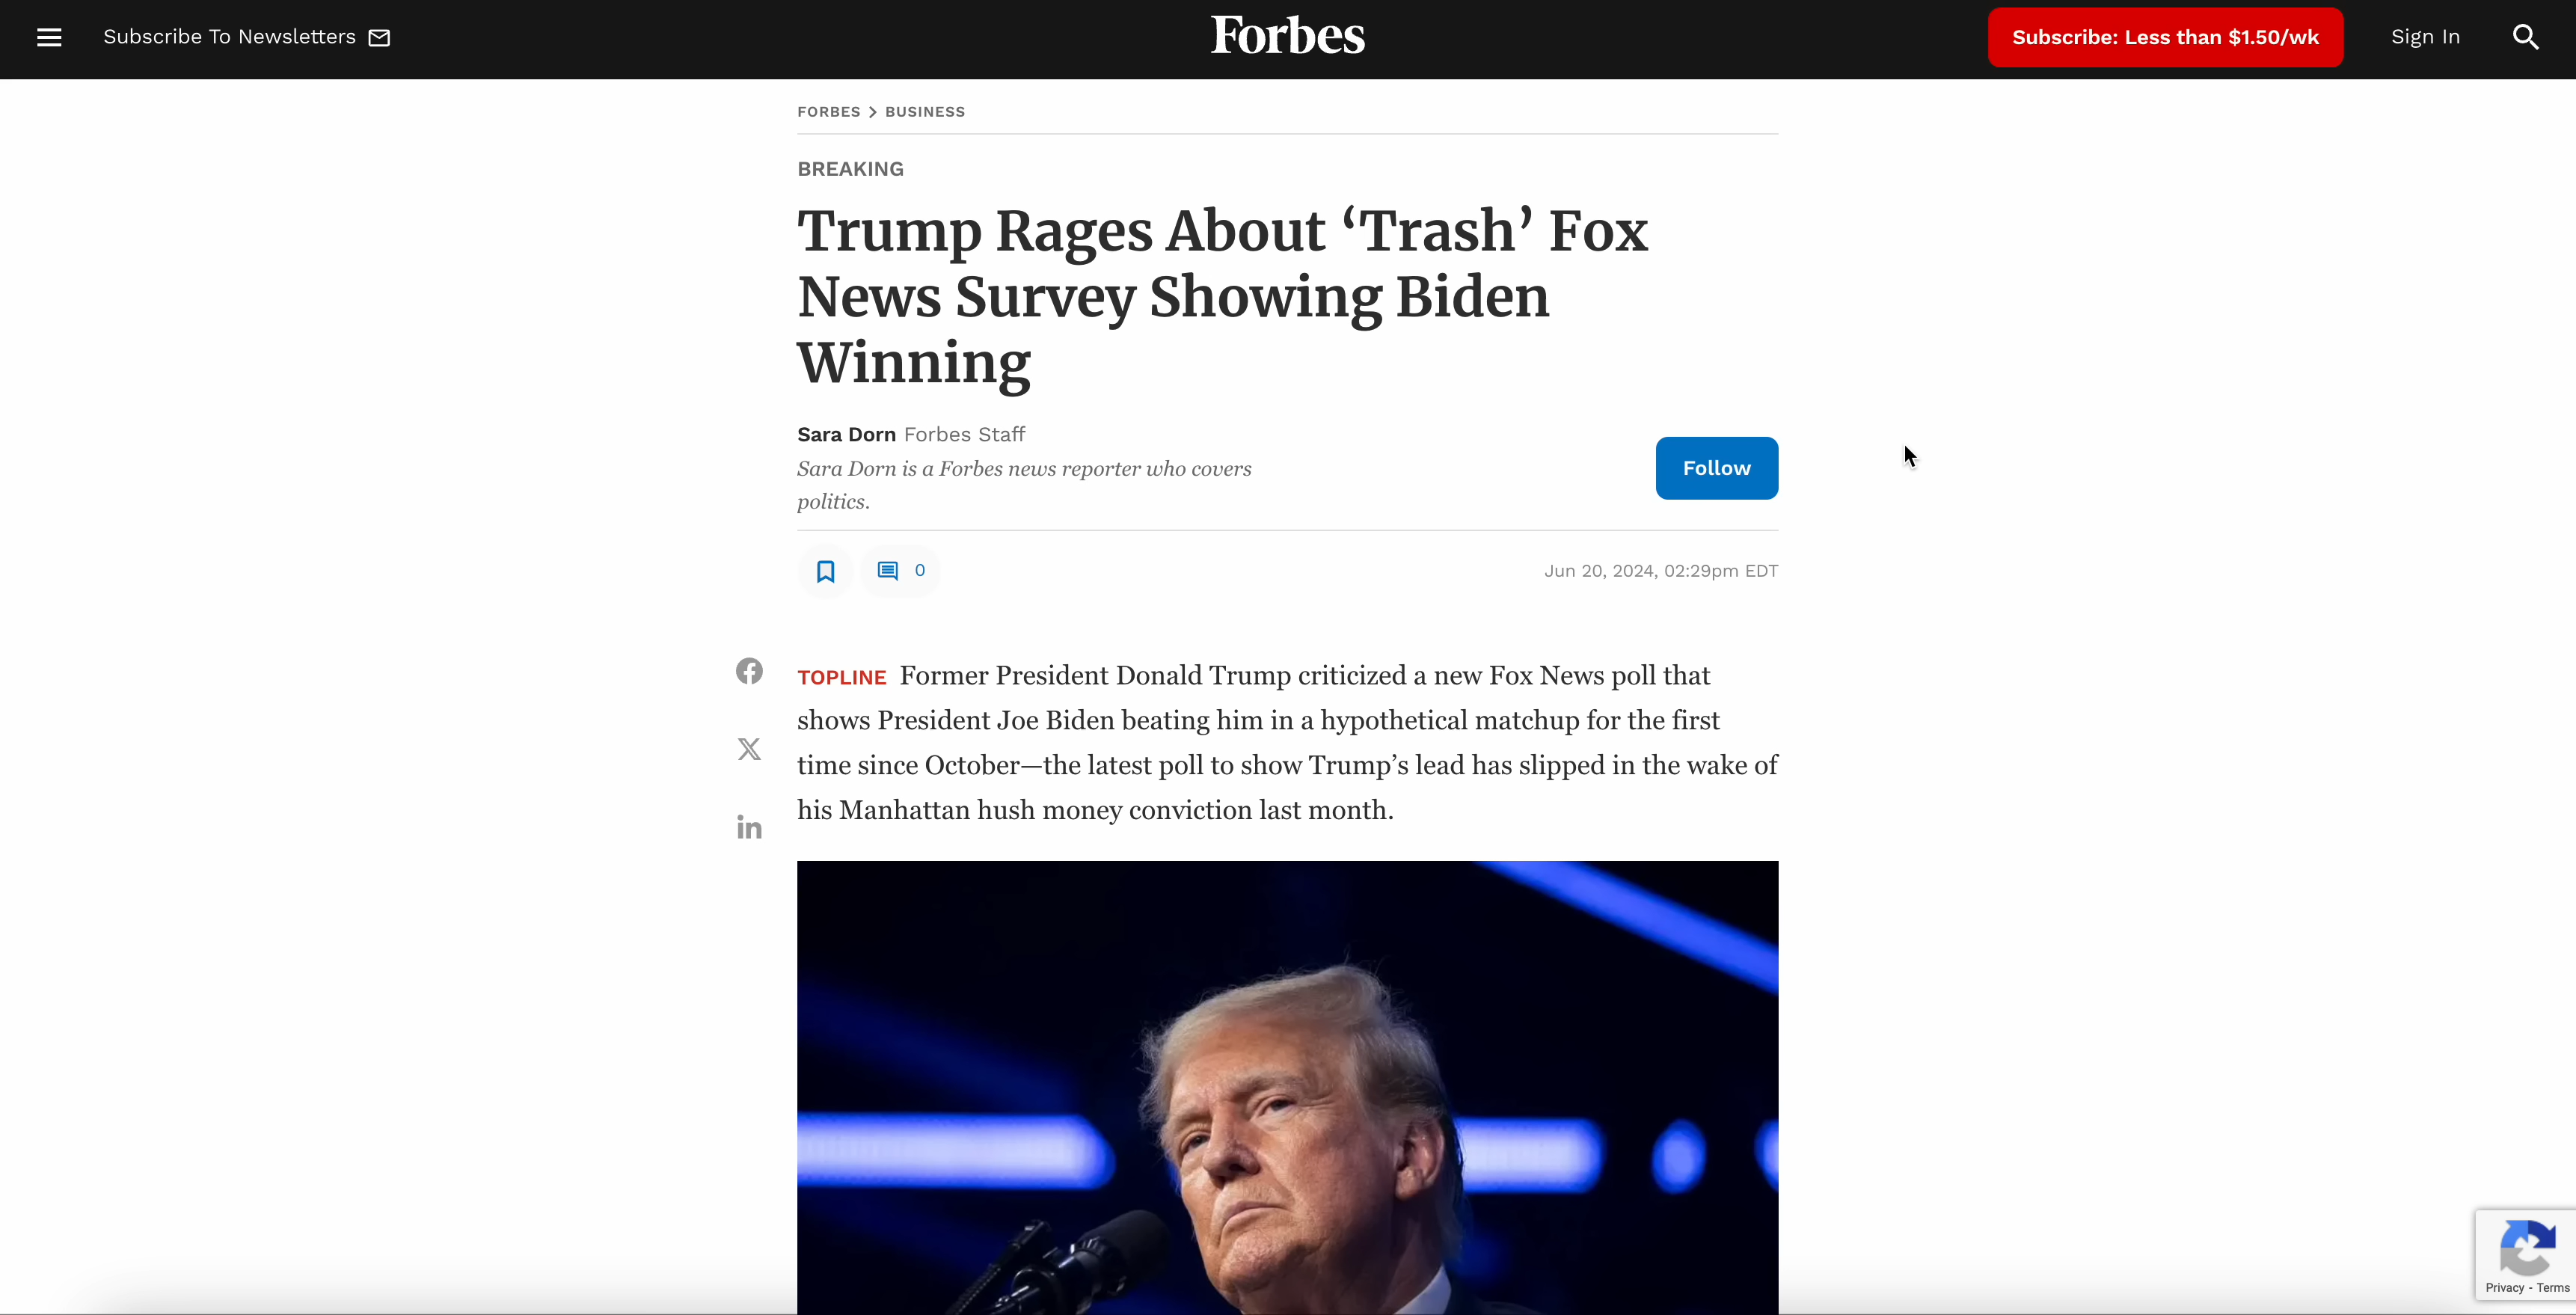 Subscribe To Newsletters
Forbes
Subscribe: Less than $1.50/wk
Sign In
FORBES > BUSINESS
BREAKING
Trump Rages About ‘Trash’ Fox
News Survey Showing Biden
Winning
Sara Dorn Forbes Staff
Sara Dorn is a Forbes news reporter who covers
politics.
Follow
0
Jun 20, 2024, 02:29pm EDT
TOPLINE Former President Donald Trump criticized a new Fox News poll that
shows President Joe Biden beating him in a hypothetical matchup for the first
time since October—the latest poll to show Trump’s lead has slipped in the wake of
his Manhattan hush money conviction last month.
Privacy - Terms